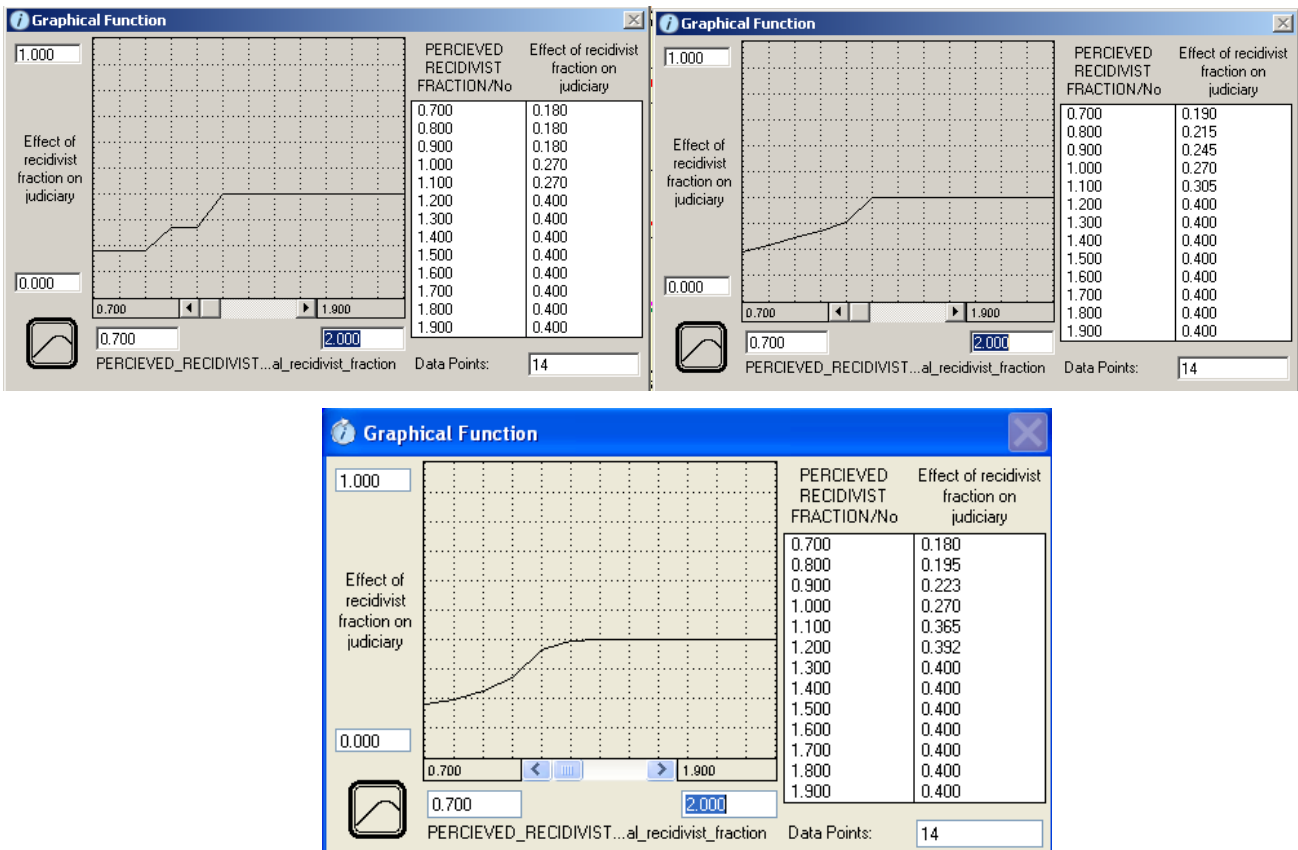 Graphical Function
1.000
Effect of
recidivist
fraction on
judiciary
0.000
0.700
1.900
0.700
2.000
PERCIEVED_RECIDIVIST...al_recidivist_fraction
Data Points:
14
PERCIEVED RECIDIVIST FRACTION/No
Effect of recidivist fraction on judiciary
0.700 0.180
0.800 0.180
0.900 0.180
1.000 0.270
1.100 0.270
1.200 0.400
1.300 0.400
1.400 0.400
1.500 0.400
1.600 0.400
1.700 0.400
1.800 0.400
1.900 0.400
Graphical Function
1.000
Effect of
recidivist
fraction on
judiciary
0.000
0.700
1.900
0.700
2.000
PERCIEVED_RECIDIVIST...al_recidivist_fraction
Data Points:
14
PERCIEVED RECIDIVIST FRACTION/No
Effect of recidivist fraction on judiciary
0.700 0.190
0.800 0.215
0.900 0.245
1.000 0.270
1.100 0.305
1.200 0.400
1.300 0.400
1.400 0.400
1.500 0.400
1.600 0.400
1.700 0.400
1.800 0.400
1.900 0.400
Graphical Function
1.000
Effect of
recidivist
fraction on
judiciary
0.000
0.700
1.900
0.700
2.000
PERCIEVED_RECIDIVIST...al_recidivist_fraction
Data Points:
14
PERCIEVED RECIDIVIST FRACTION/No
Effect of recidivist fraction on judiciary
0.700 0.180
0.800 0.195
0.900 0.223
1.000 0.270
1.100 0.365
1.200 0.392
1.300 0.400
1.400 0.400
1.500 0.400
1.600 0.400
1.700 0.400
1.800 0.400
1.900 0.400